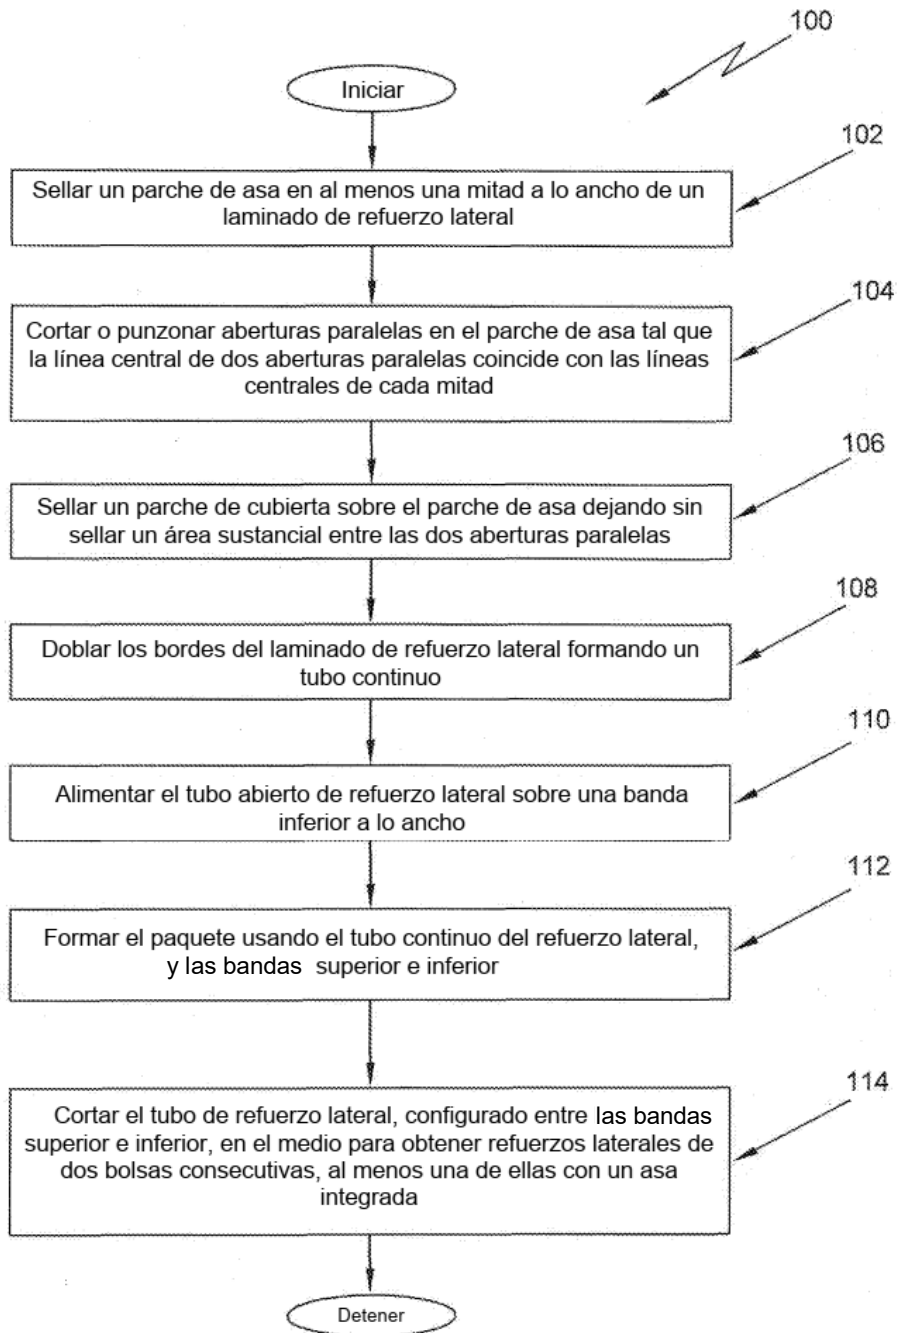 100
Iniciar
102
Sellar un parche de asa en al menos una mitad a lo ancho de un
laminado de refuerzo lateral
104
Cortar o punzonar aberturas paralelas en el parche de asa tal que
la línea central de dos aberturas paralelas coincide con las líneas
centrales de cada mitad
106
Sellar un parche de cubierta sobre el parche de asa dejando sin
sellar un área sustancial entre las dos aberturas paralelas
108
Doblar los bordes del laminado de refuerzo lateral formando un
tubo continuo
110
Alimentar el tubo abierto de refuerzo lateral sobre una banda
inferior a lo ancho
112
Formar el paquete usando el tubo continuo del refuerzo lateral,
y las bandas superior e inferior
114
Cortar el tubo de refuerzo lateral, configurado entre las bandas
superior e inferior, en el medio para obtener refuerzos laterales de
dos bolsas consecutivas, al menos una de ellas con un asa
integrada
Detener